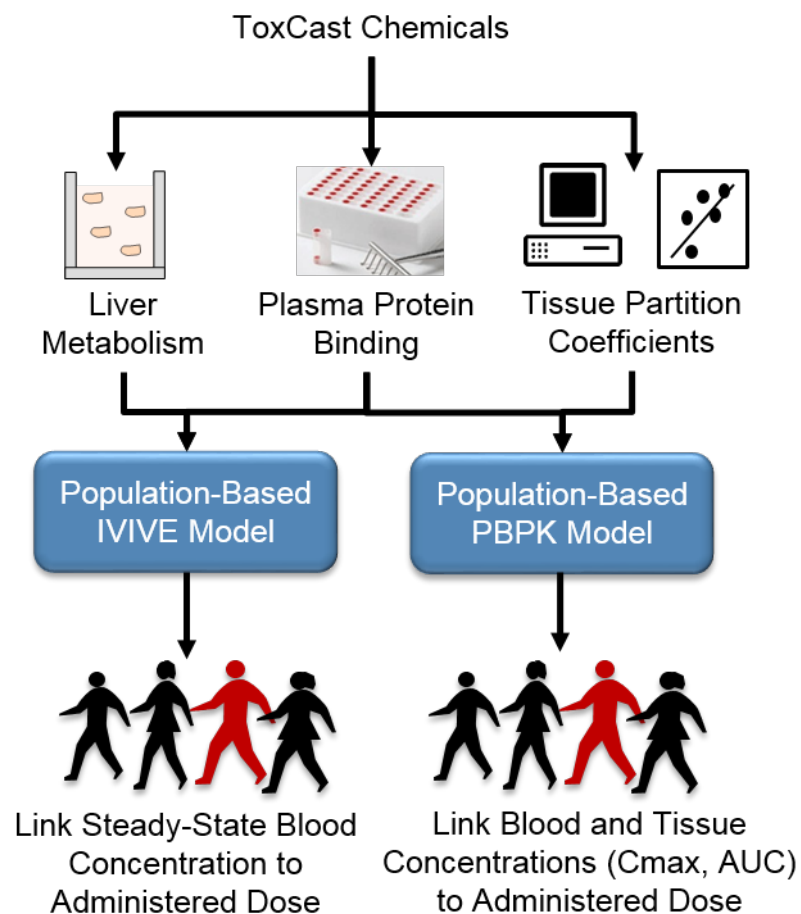 ToxCast Chemicals
Liver
Metabolism
Plasma Protein
Binding
Tissue Partition
Coefficients
Population-Based
IVIVE Model
Population-Based
PBPK Model
Link Steady-State Blood
Concentration to
Administered Dose
Link Blood and Tissue
Concentrations (Cmax, AUC)
to Administered Dose